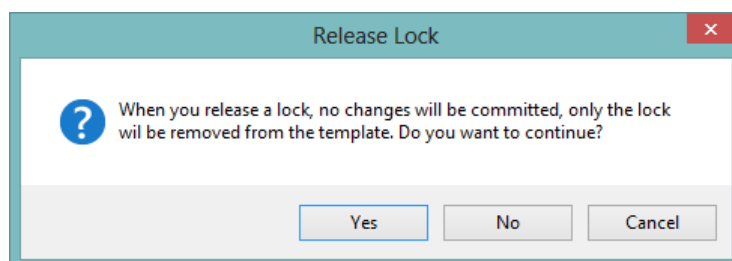 Release Lock
When you release a lock, no changes will be committed, only the lock
wil be removed from the template. Do you want to continue?
Yes No Cancel